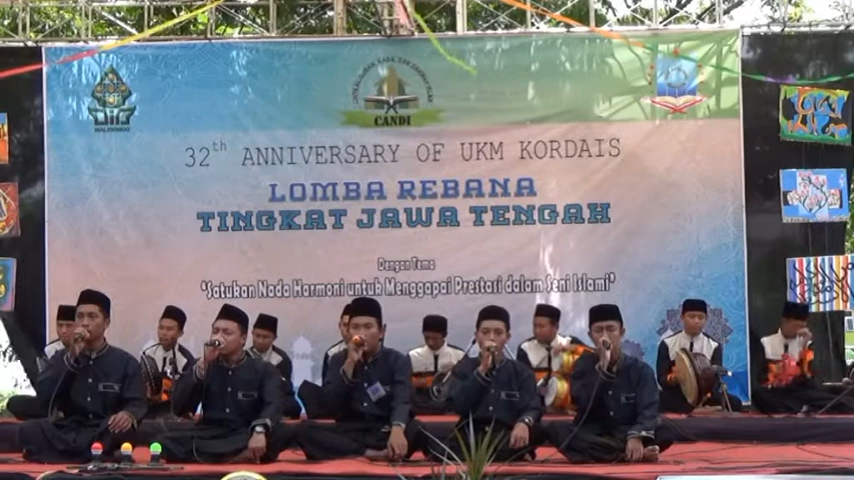 WALISONGO
CANDI
32th ANNIVERSARY OF UKM KORDAIS
LOMBA REBANA
TINGKAT JAWA TENGAH
Dengan Tema
"Satukan Nada Harmoni untuk Menggapai Prestasi dalam Seni Islami"